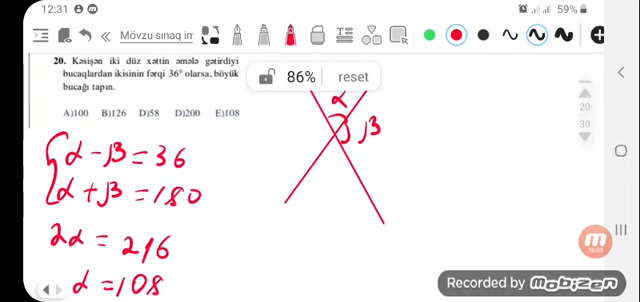 12:31
59%
Mövzu sınaq im
20. Kəsişən iki düz xəttin əmələ gətirdiyi
bucaqlardan ikisinin fərqi 36° olarsa, böyük
bucağı tapın.
A)100 B)126 D)58 D)200 E)108
86% reset
20
30
α
β
α - β = 36
α + β = 180
2α = 216
α = 108
Recorded by mobizen